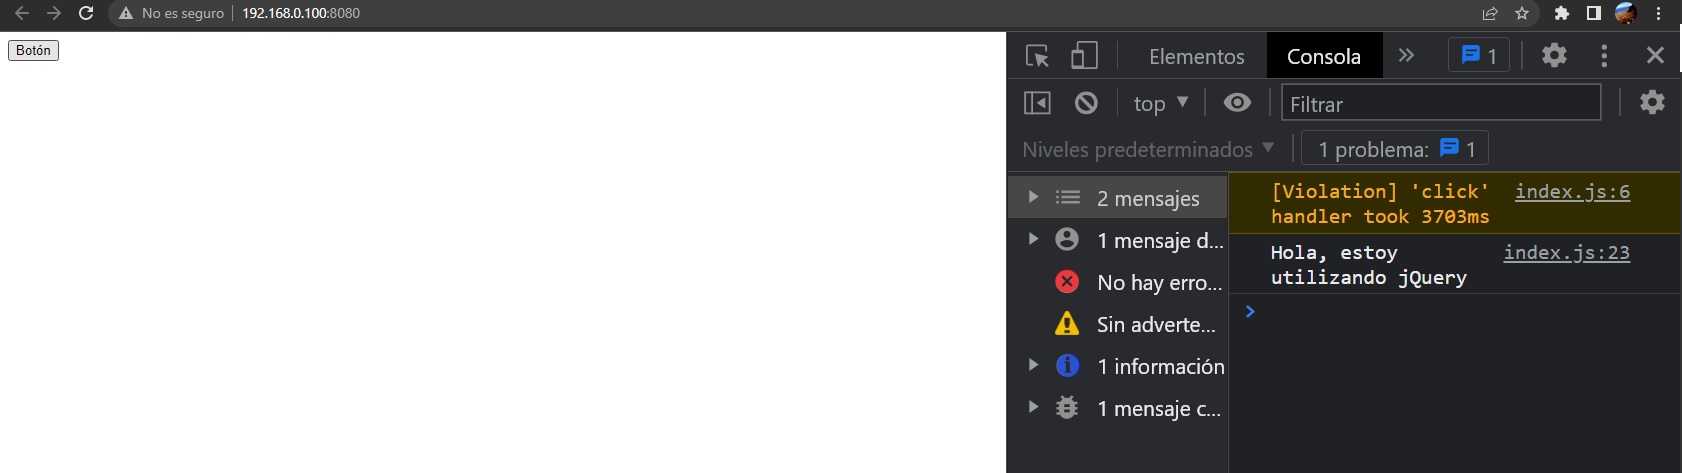 No es seguro 192.168.0.100:8080
Botón
Elementos Consola 1
top Filtrar
Niveles predeterminados 1 problema: 1
2 mensajes
1 mensaje d...
No hay erro...
Sin adverte...
1 información
1 mensaje c...
[Violation] 'click' index.js:6
handler took 3703ms
Hola, estoy index.js:23
utilizando jQuery